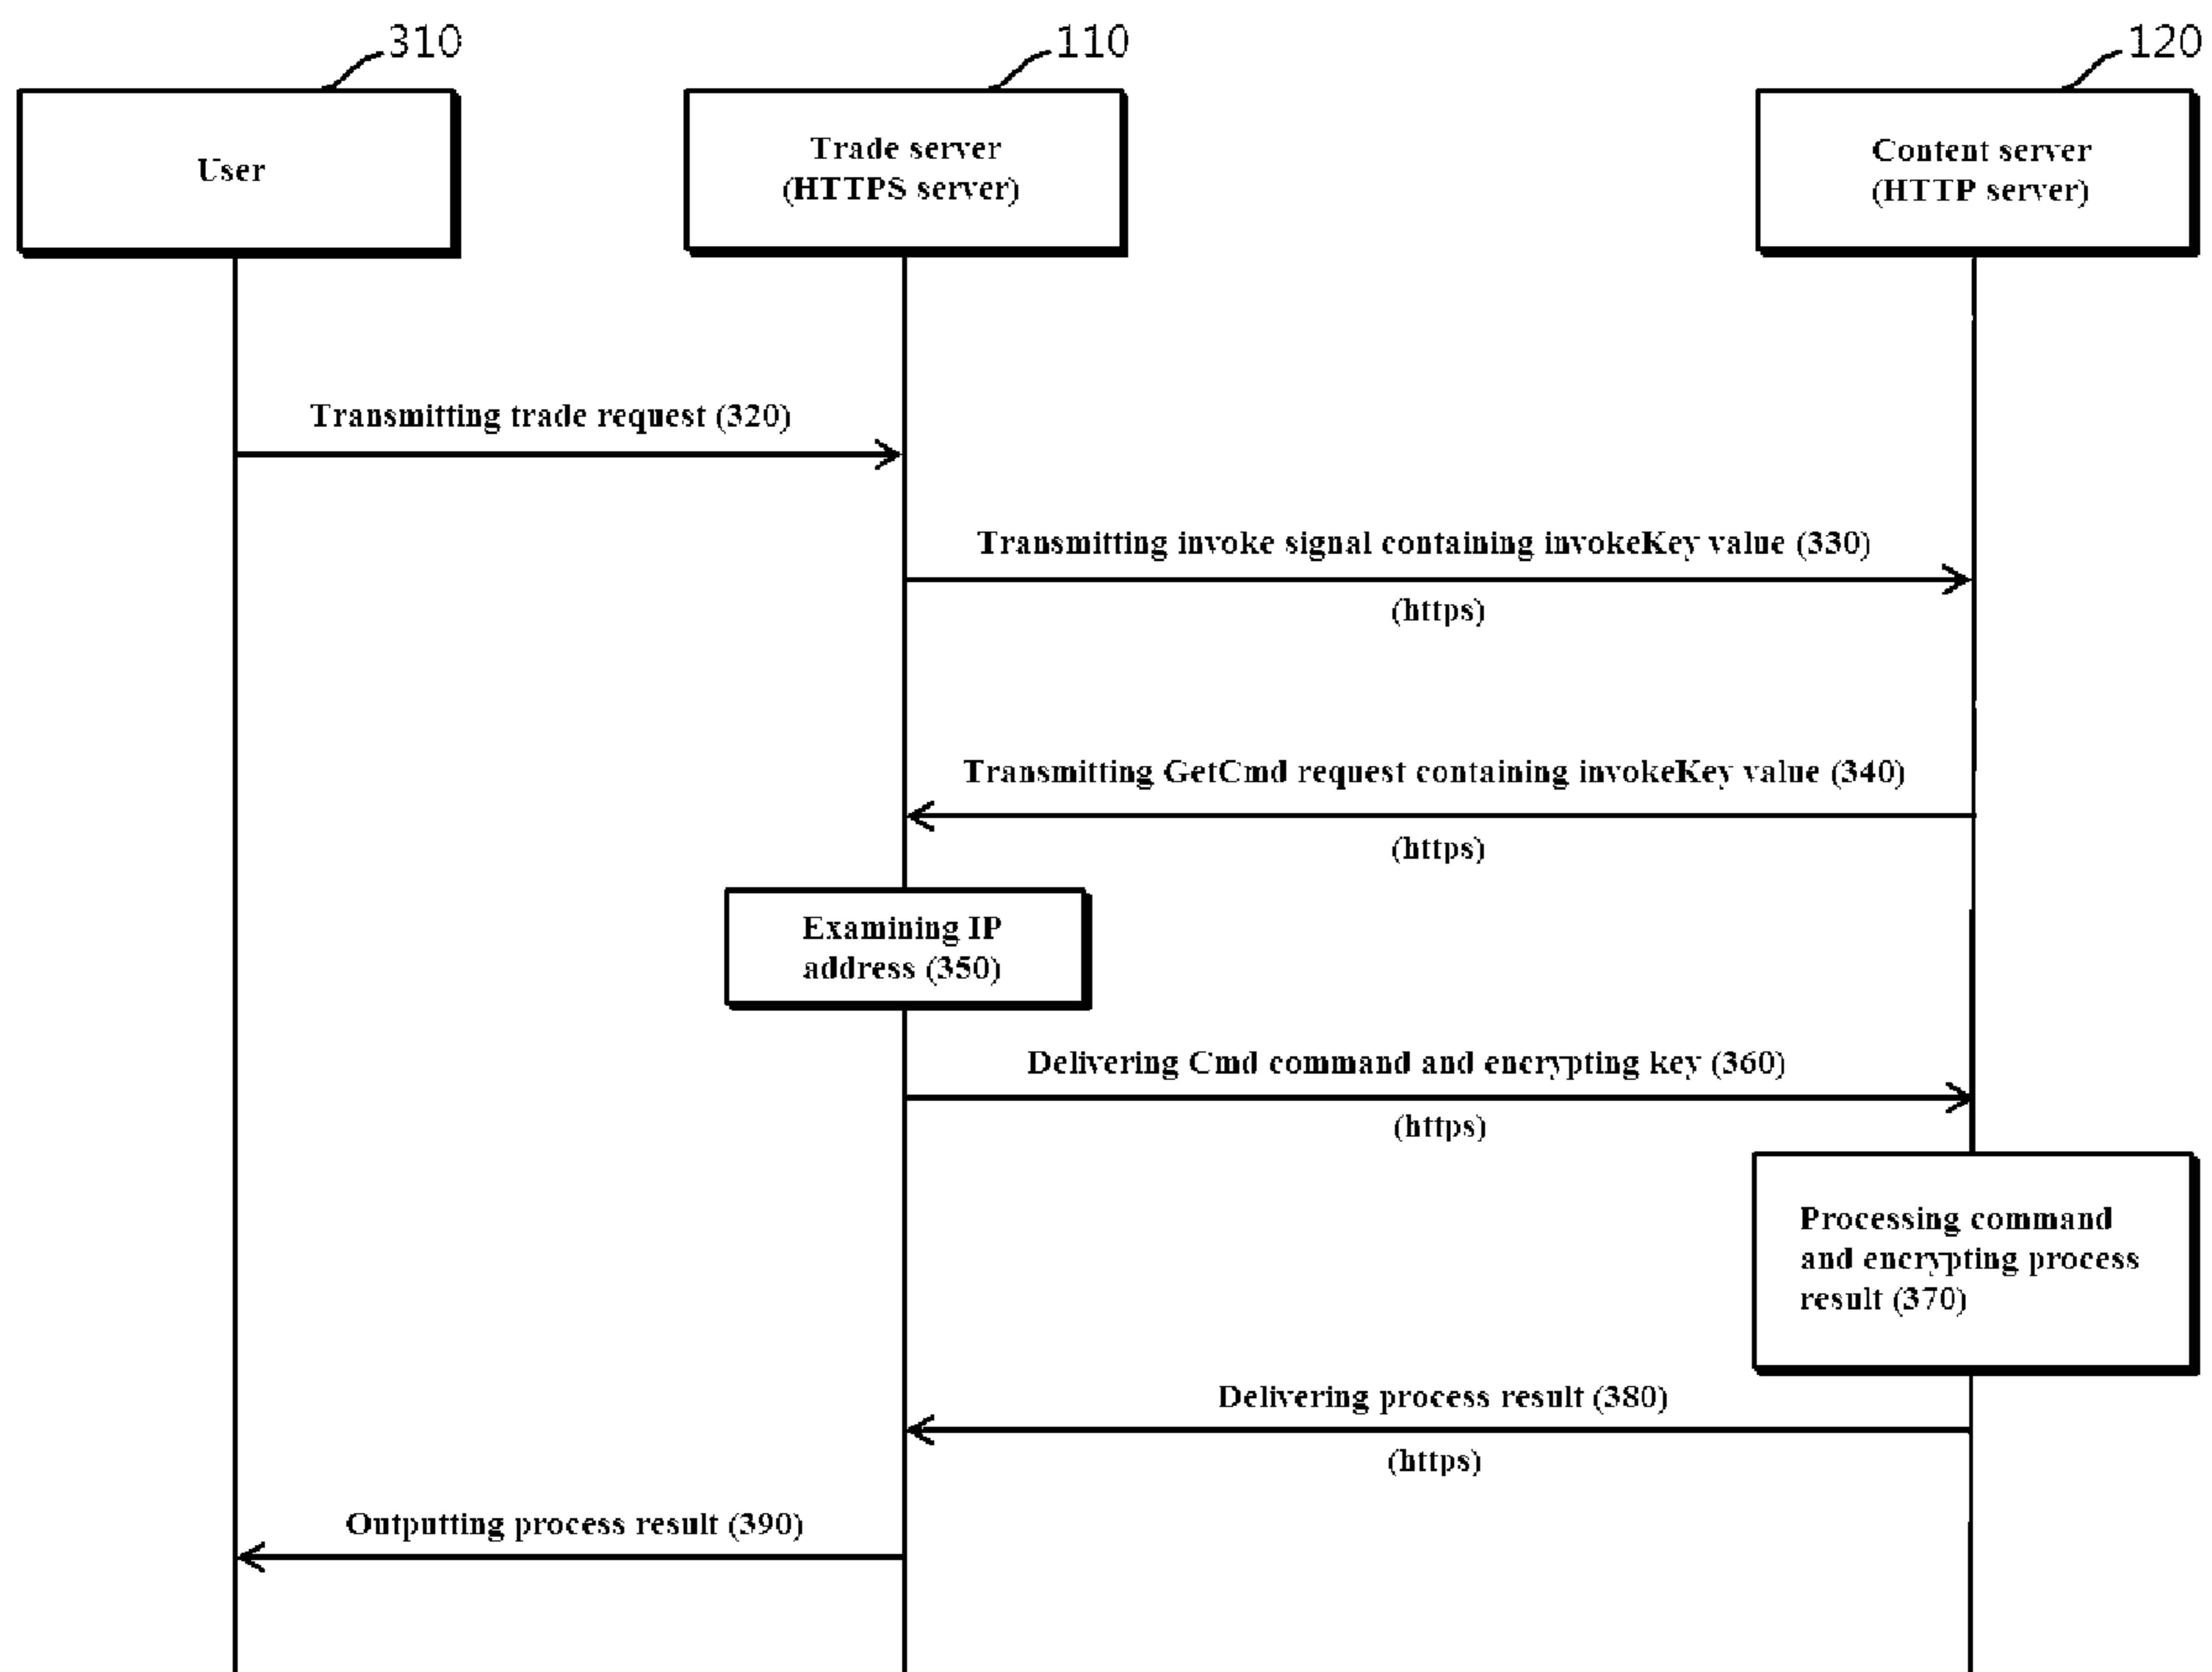 310
110
120
User
Trade server
(HTTPS server)
Content server
(HTTP server)
Transmitting trade request (320)
Transmitting invoke signal containing invokeKey value (330)
(https)
Transmitting GetCmd request containing invokeKey value (340)
(https)
Examining IP
address (350)
Delivering Cmd command and encrypting key (360)
(https)
Processing command
and encrypting process
result (370)
Delivering process result (380)
(https)
Outputting process result (390)